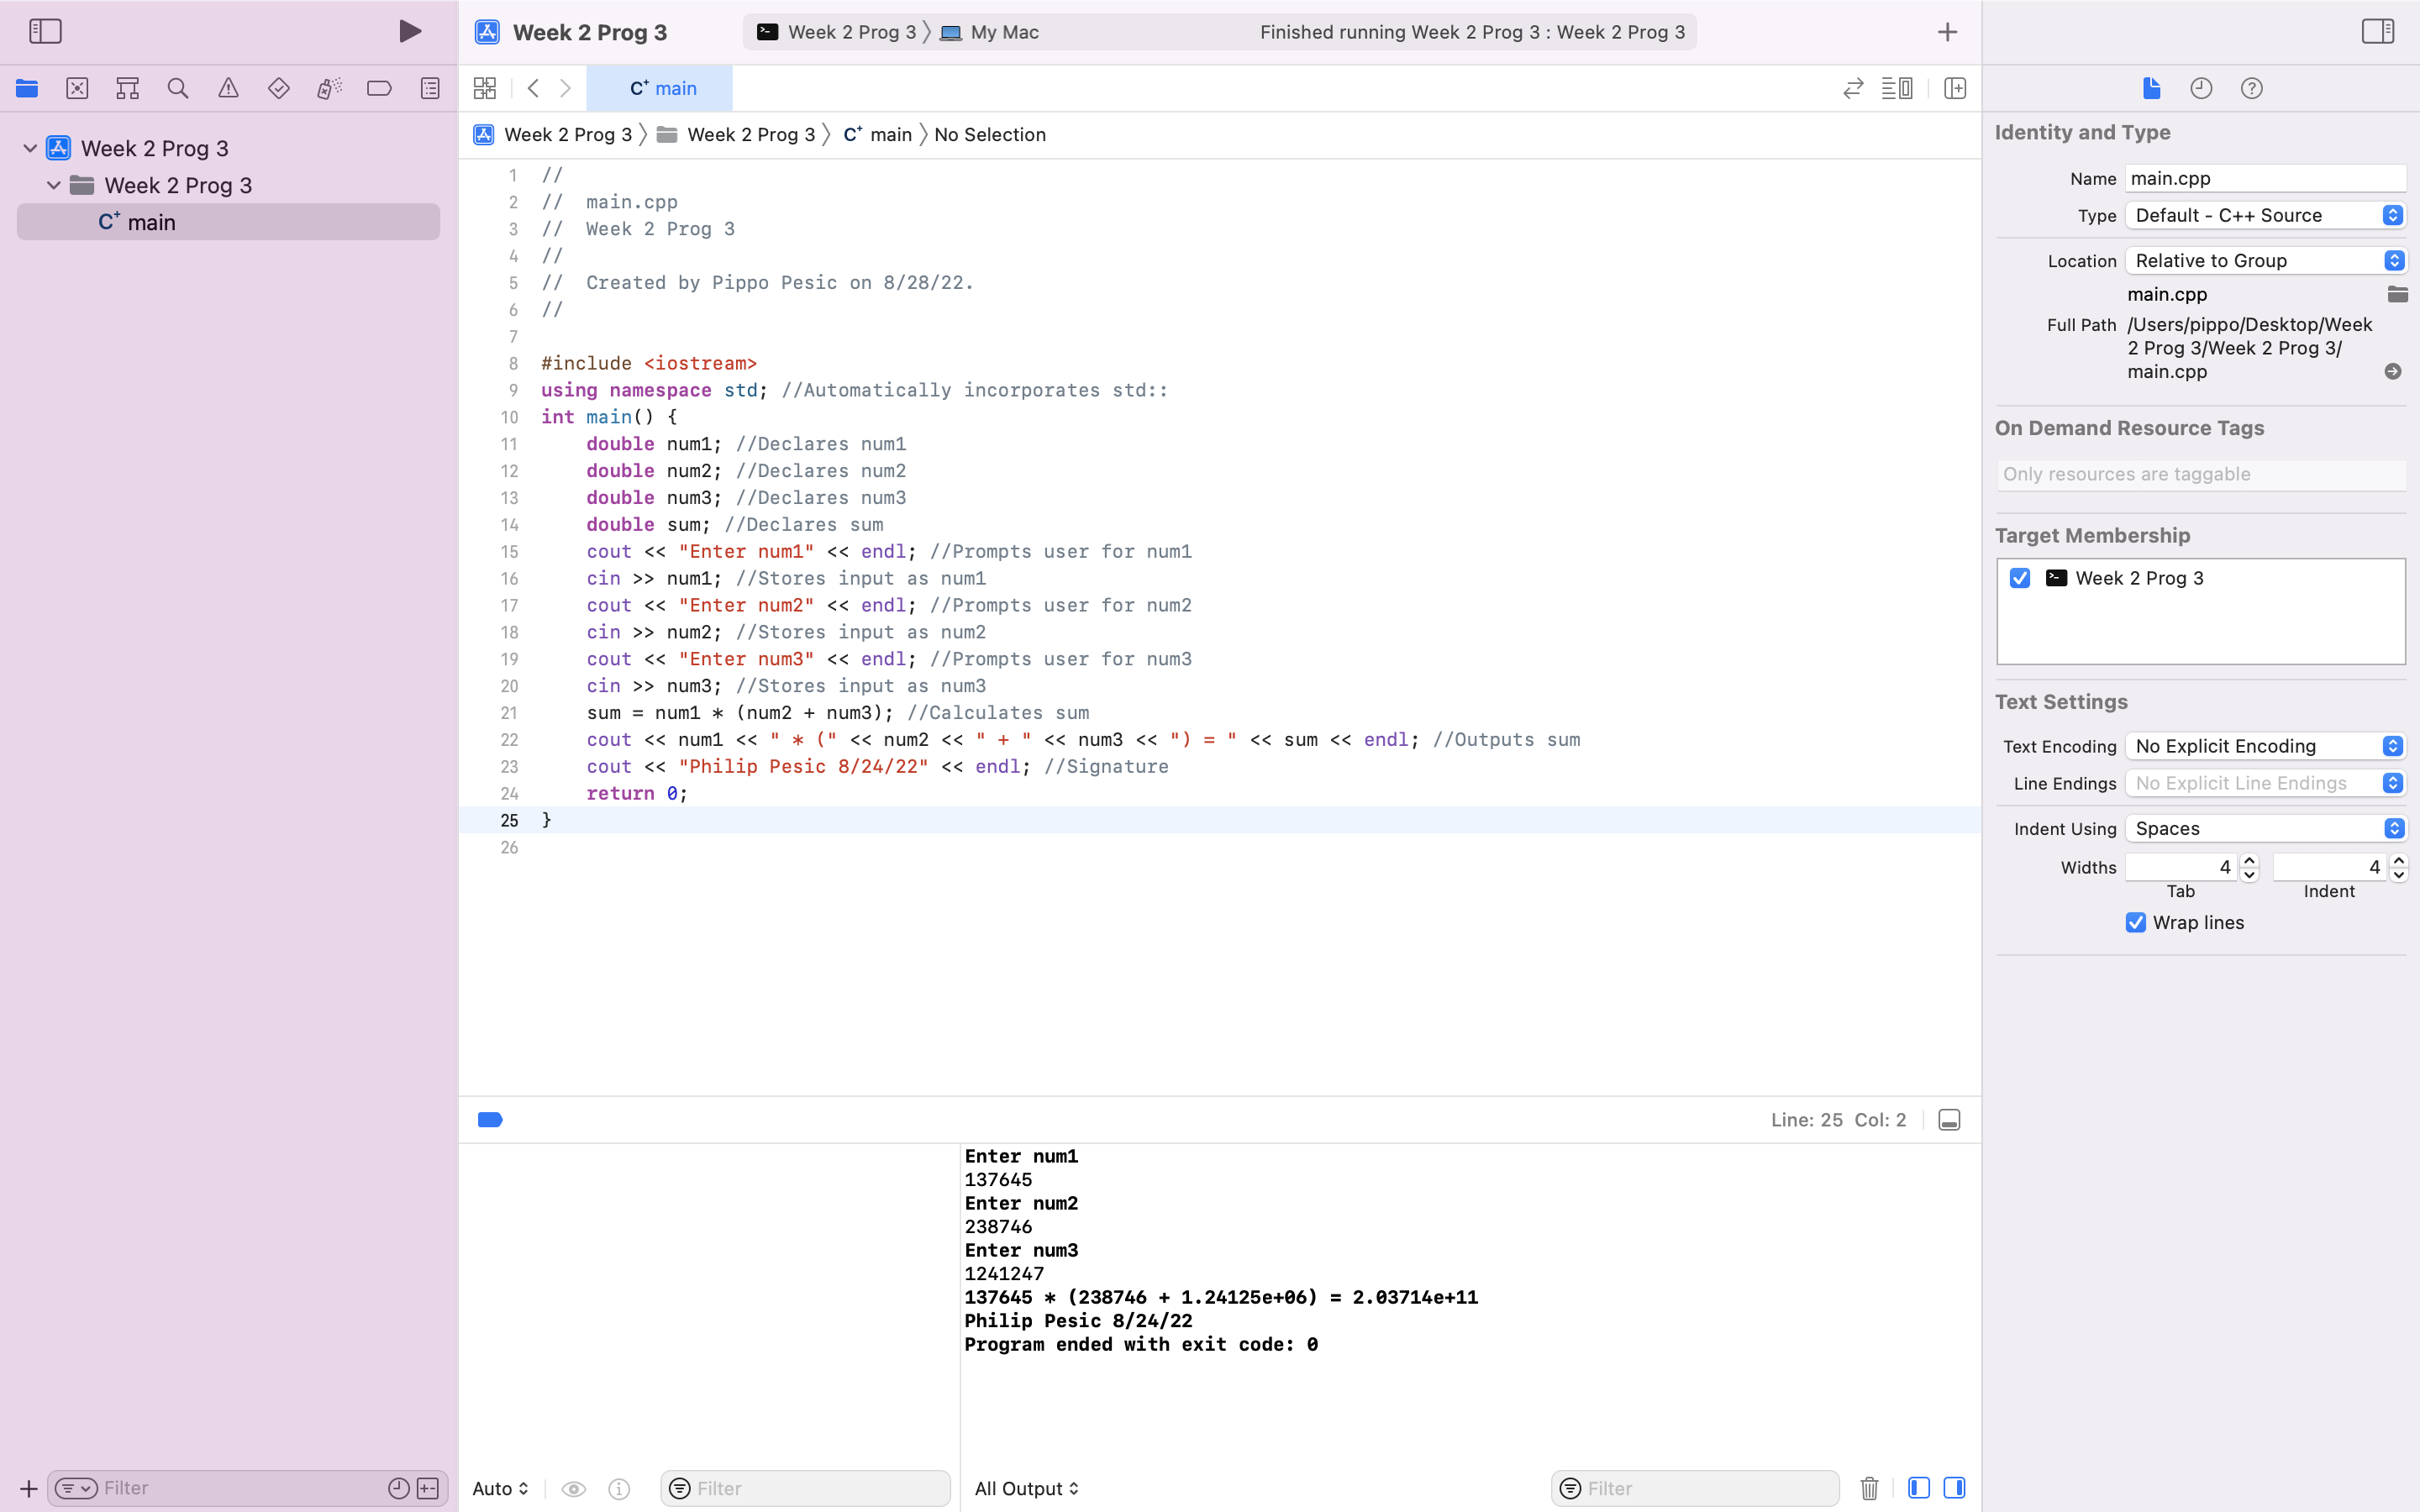 Week 2 Prog 3
Week 2 Prog 3 My Mac
Finished running Week 2 Prog 3 : Week 2 Prog 3
C+ main
Week 2 Prog 3
Week 2 Prog 3
C+ main
Week 2 Prog 3 Week 2 Prog 3 C+ main No Selection
1 //
2 //  main.cpp
3 //  Week 2 Prog 3
4 //
5 //  Created by Pippo Pesic on 8/28/22.
6 //
7
8 #include <iostream>
9 using namespace std; //Automatically incorporates std::
10 int main() {
11     double num1; //Declares num1
12     double num2; //Declares num2
13     double num3; //Declares num3
14     double sum; //Declares sum
15     cout << "Enter num1" << endl; //Prompts user for num1
16     cin >> num1; //Stores input as num1
17     cout << "Enter num2" << endl; //Prompts user for num2
18     cin >> num2; //Stores input as num2
19     cout << "Enter num3" << endl; //Prompts user for num3
20     cin >> num3; //Stores input as num3
21     sum = num1 * (num2 + num3); //Calculates sum
22     cout << num1 << " * (" << num2 << " + " << num3 << ") = " << sum << endl; //Outputs sum
23     cout << "Philip Pesic 8/24/22" << endl; //Signature
24     return 0;
25 }
26
Line: 25 Col: 2
Enter num1
137645
Enter num2
238746
Enter num3
1241247
137645 * (238746 + 1.24125e+06) = 2.03714e+11
Philip Pesic 8/24/22
Program ended with exit code: 0
Filter
Auto
Filter
All Output
Filter
Identity and Type
Name main.cpp
Type Default - C++ Source
Location Relative to Group
main.cpp
Full Path /Users/pippo/Desktop/Week
2 Prog 3/Week 2 Prog 3/
main.cpp
On Demand Resource Tags
Only resources are taggable
Target Membership
Week 2 Prog 3
Text Settings
Text Encoding No Explicit Encoding
Line Endings No Explicit Line Endings
Indent Using Spaces
Widths 4 4
Tab Indent
Wrap lines